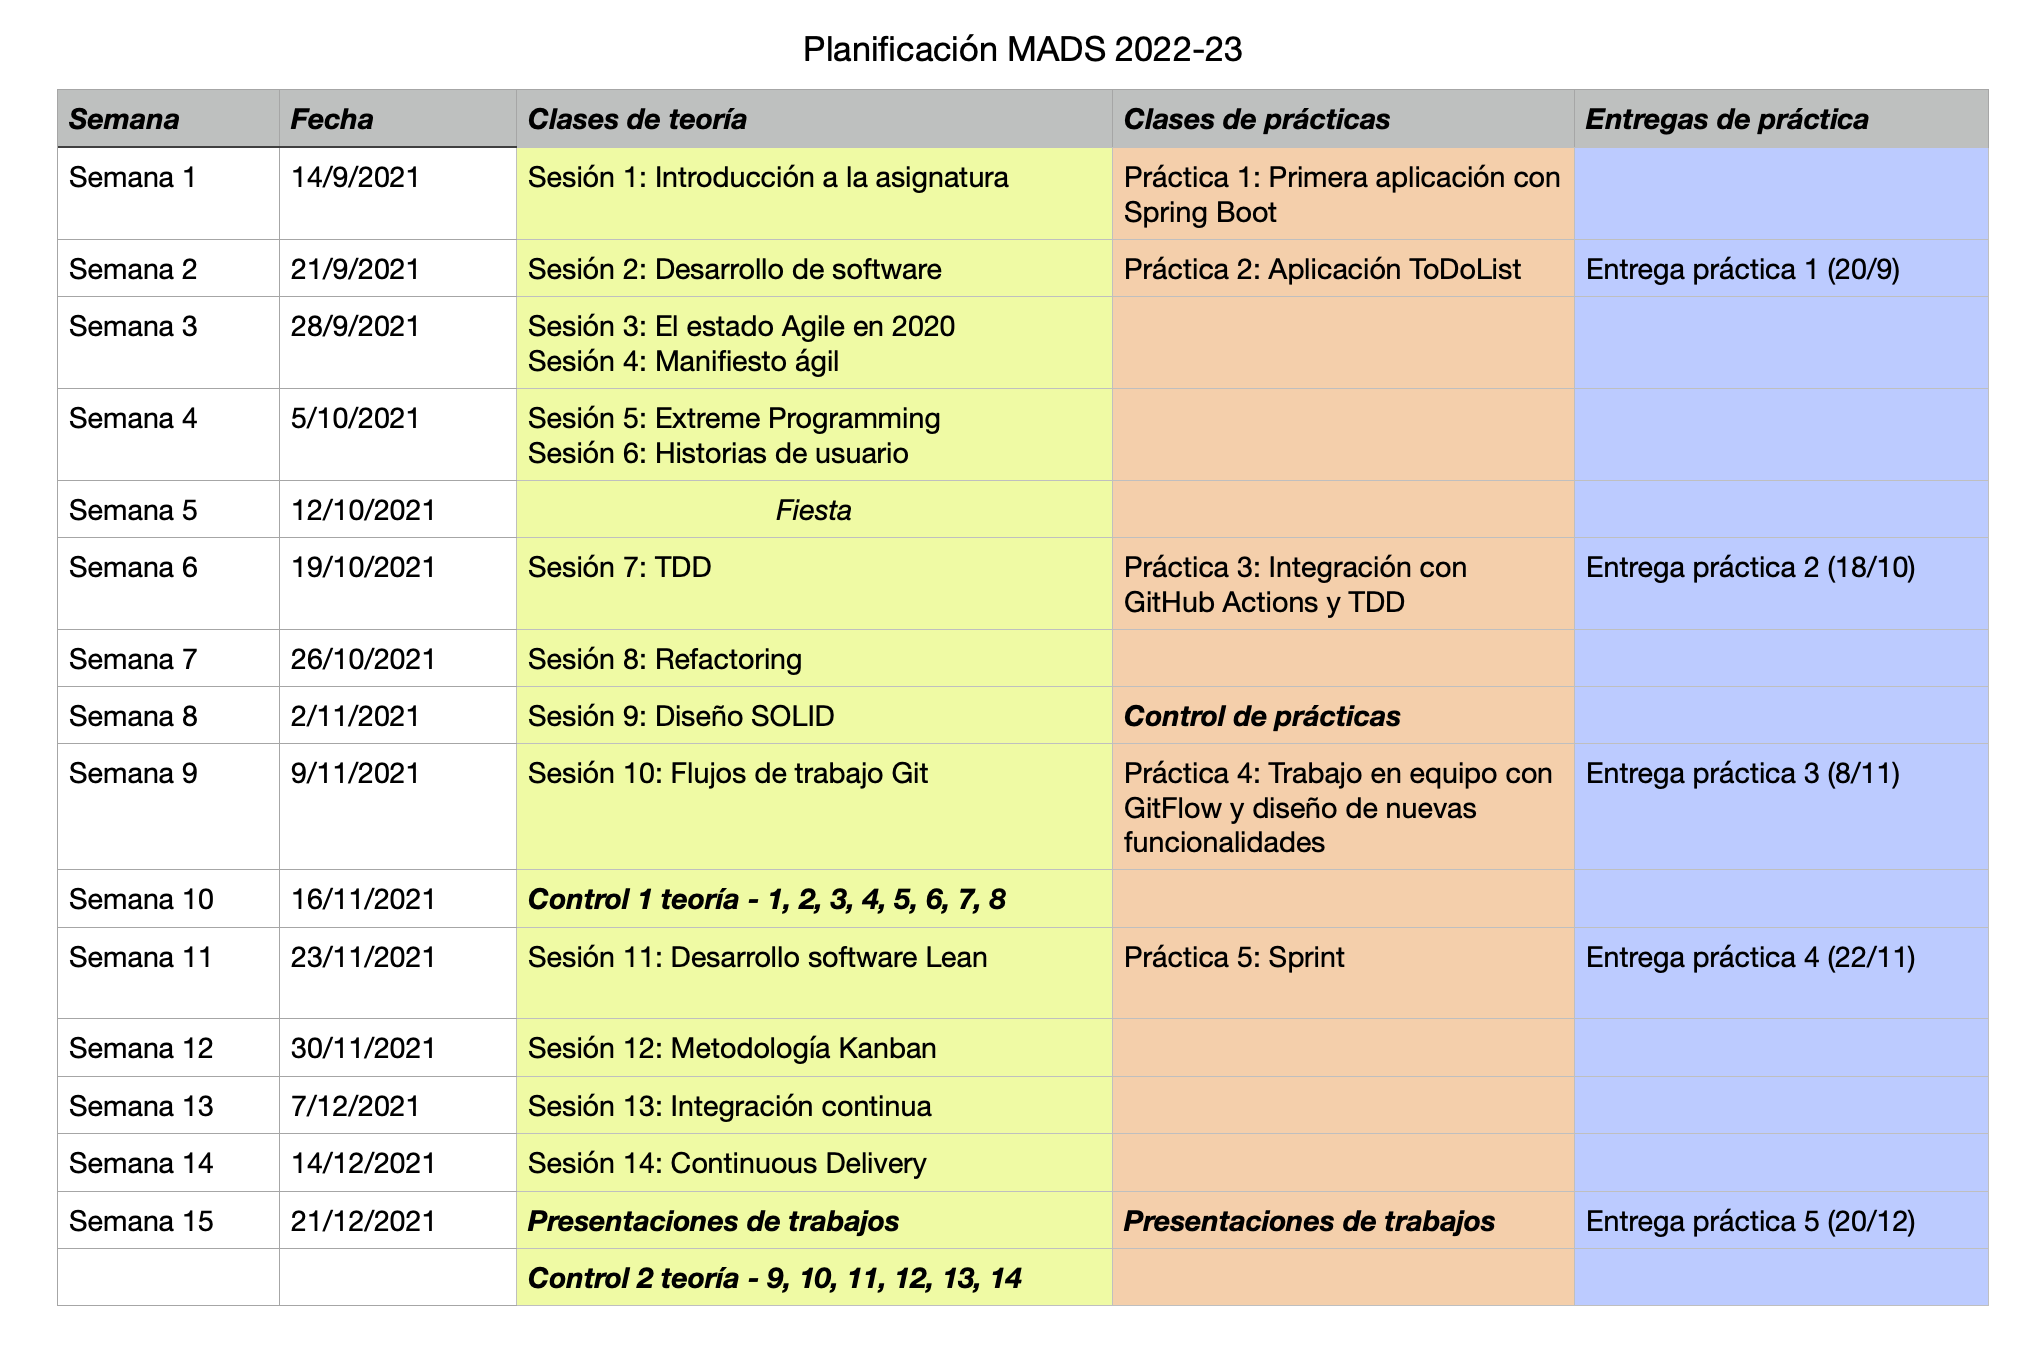 Planificación MADS 2022-23
Semana Fecha Clases de teoría Clases de prácticas Entregas de práctica
Semana 1 14/9/2021 Sesión 1: Introducción a la asignatura Práctica 1: Primera aplicación con
Spring Boot
Semana 2 21/9/2021 Sesión 2: Desarrollo de software Práctica 2: Aplicación ToDoList Entrega práctica 1 (20/9)
Semana 3 28/9/2021 Sesión 3: El estado Agile en 2020
Sesión 4: Manifiesto ágil
Semana 4 5/10/2021 Sesión 5: Extreme Programming
Sesión 6: Historias de usuario
Semana 5 12/10/2021 Fiesta
Semana 6 19/10/2021 Sesión 7: TDD Práctica 3: Integración con Entrega práctica 2 (18/10)
GitHub Actions y TDD
Semana 7 26/10/2021 Sesión 8: Refactoring
Semana 8 2/11/2021 Sesión 9: Diseño SOLID Control de prácticas
Semana 9 9/11/2021 Sesión 10: Flujos de trabajo Git Práctica 4: Trabajo en equipo con Entrega práctica 3 (8/11)
GitFlow y diseño de nuevas
funcionalidades
Semana 10 16/11/2021 Control 1 teoría - 1, 2, 3, 4, 5, 6, 7, 8
Semana 11 23/11/2021 Sesión 11: Desarrollo software Lean Práctica 5: Sprint Entrega práctica 4 (22/11)
Semana 12 30/11/2021 Sesión 12: Metodología Kanban
Semana 13 7/12/2021 Sesión 13: Integración continua
Semana 14 14/12/2021 Sesión 14: Continuous Delivery
Semana 15 21/12/2021 Presentaciones de trabajos Presentaciones de trabajos Entrega práctica 5 (20/12)
Control 2 teoría - 9, 10, 11, 12, 13, 14